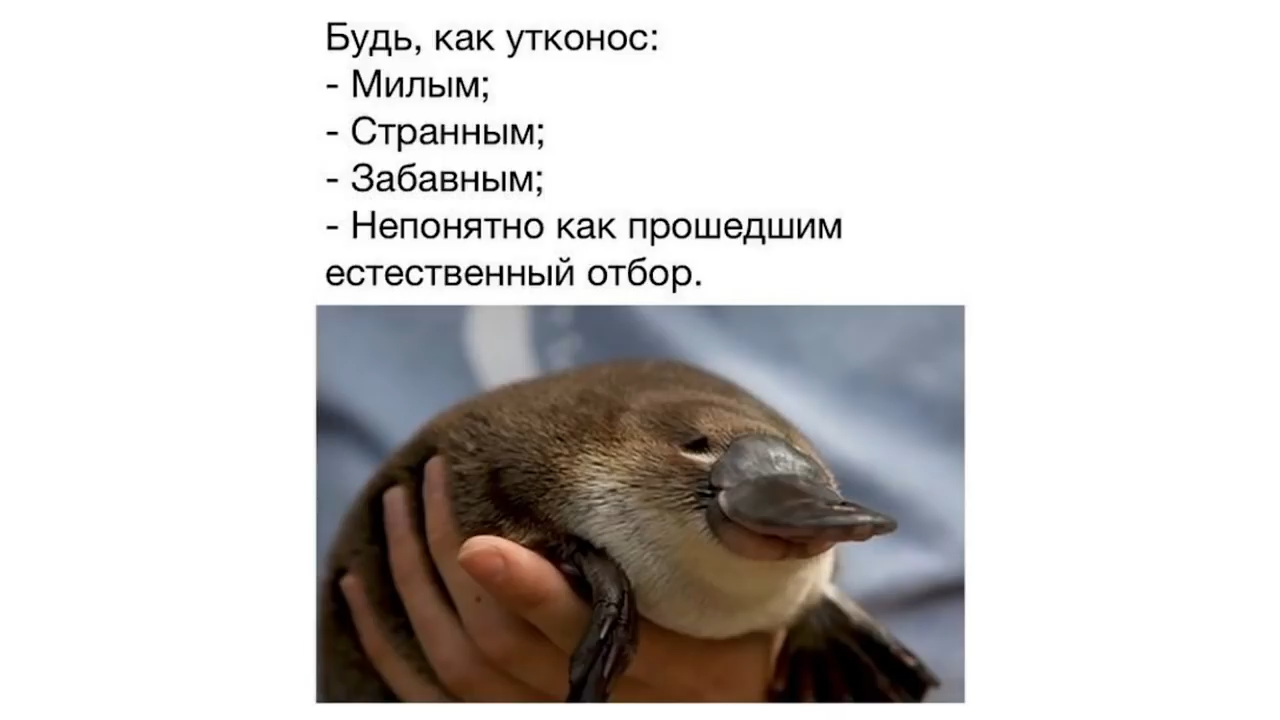 Будь, как утконос:
- Милым;
- Странным;
- Забавным;
- Непонятно как прошедшим
естественный отбор.